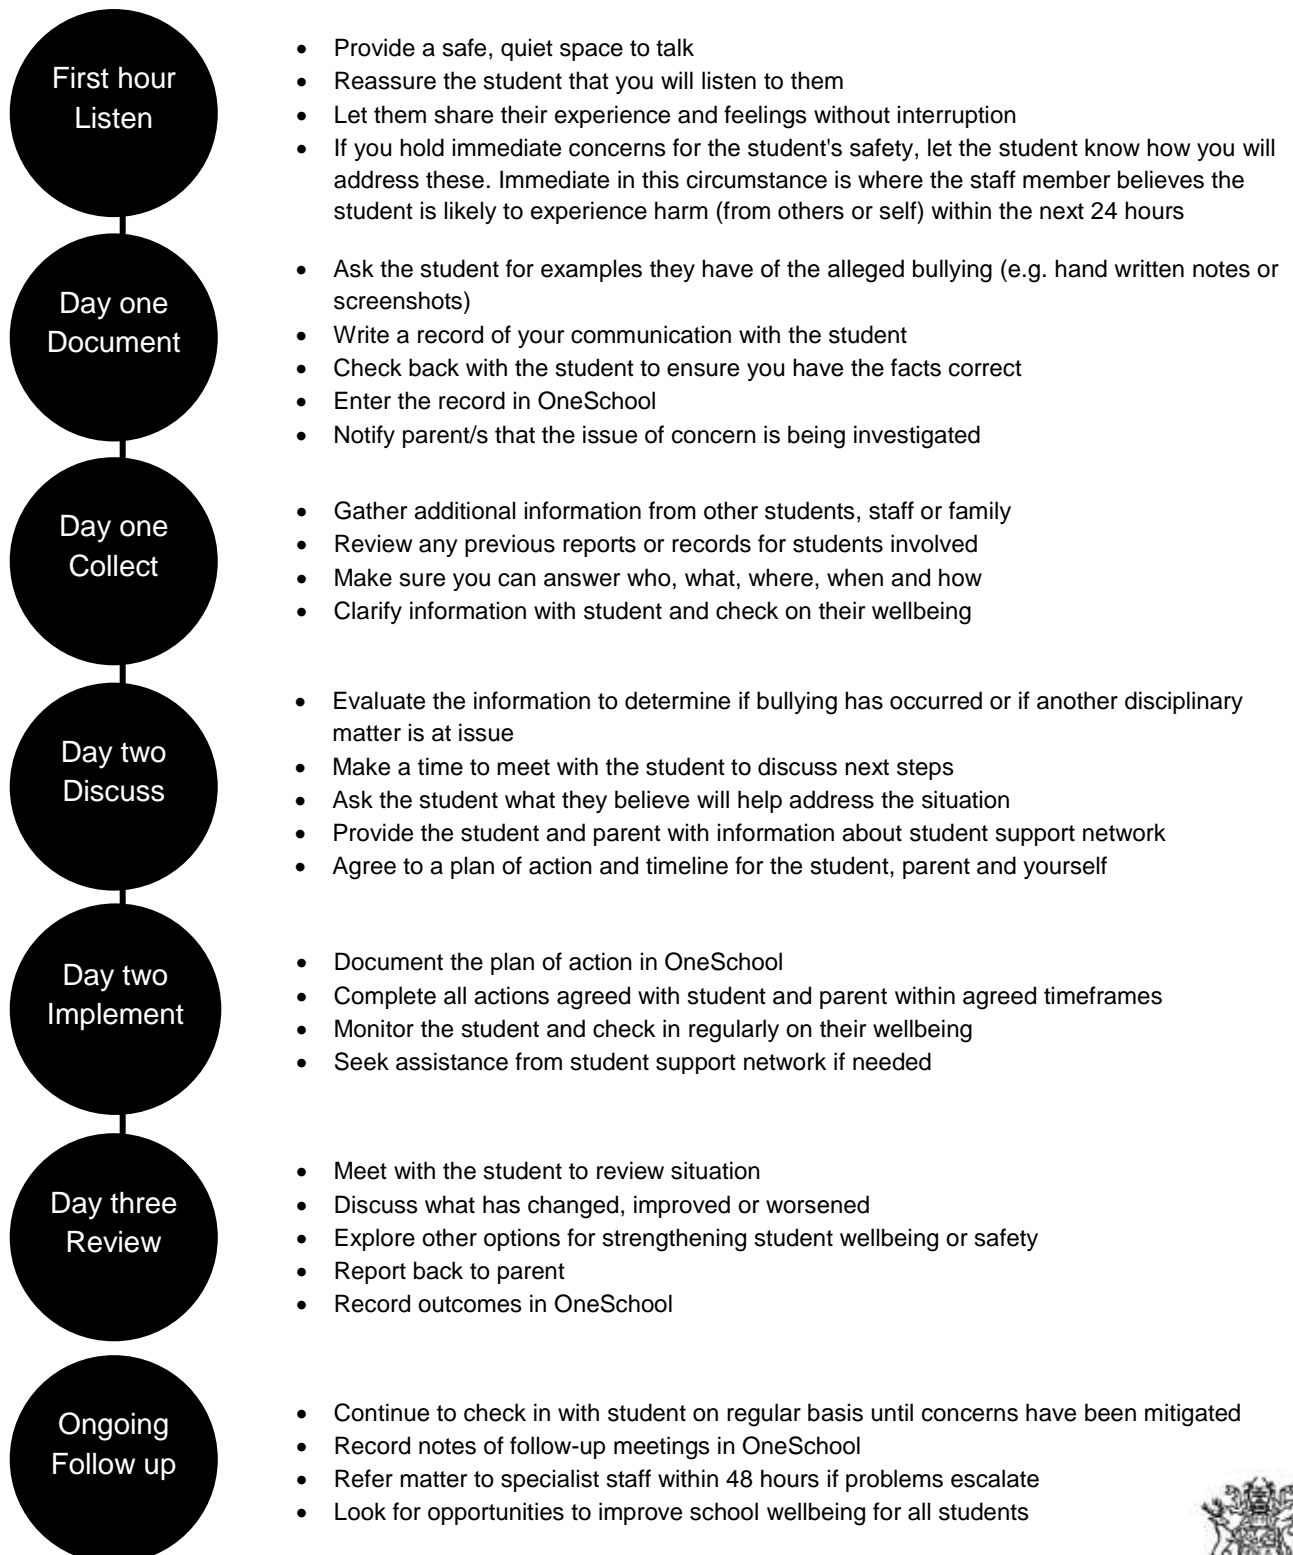 First hour
Listen
• Provide a safe, quiet space to talk
• Reassure the student that you will listen to them
• Let them share their experience and feelings without interruption
• If you hold immediate concerns for the student's safety, let the student know how you will
address these. Immediate in this circumstance is where the staff member believes the
student is likely to experience harm (from others or self) within the next 24 hours
Day one
Document
• Ask the student for examples they have of the alleged bullying (e.g. hand written notes or
screenshots)
• Write a record of your communication with the student
• Check back with the student to ensure you have the facts correct
• Enter the record in OneSchool
• Notify parent/s that the issue of concern is being investigated
Day one
Collect
• Gather additional information from other students, staff or family
• Review any previous reports or records for students involved
• Make sure you can answer who, what, where, when and how
• Clarify information with student and check on their wellbeing
Day two
Discuss
• Evaluate the information to determine if bullying has occurred or if another disciplinary
matter is at issue
• Make a time to meet with the student to discuss next steps
• Ask the student what they believe will help address the situation
• Provide the student and parent with information about student support network
• Agree to a plan of action and timeline for the student, parent and yourself
Day two
Implement
• Document the plan of action in OneSchool
• Complete all actions agreed with student and parent within agreed timeframes
• Monitor the student and check in regularly on their wellbeing
• Seek assistance from student support network if needed
Day three
Review
• Meet with the student to review situation
• Discuss what has changed, improved or worsened
• Explore other options for strengthening student wellbeing or safety
• Report back to parent
• Record outcomes in OneSchool
Ongoing
Follow up
• Continue to check in with student on regular basis until concerns have been mitigated
• Record notes of follow-up meetings in OneSchool
• Refer matter to specialist staff within 48 hours if problems escalate
• Look for opportunities to improve school wellbeing for all students